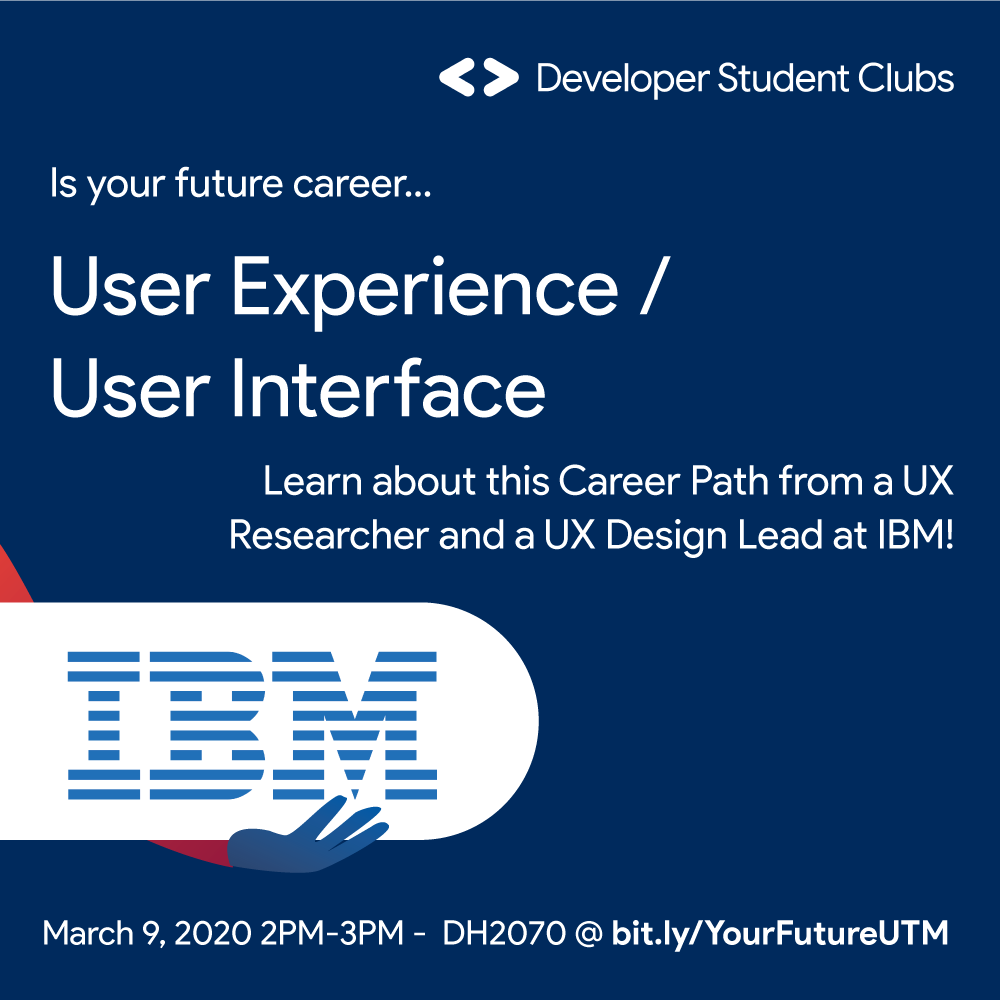 <> Developer Student Clubs
Is your future career...
User Experience /
User Interface
Learn about this Career Path from a UX
Researcher and a UX Design Lead at IBM!
IBM
March 9, 2020 2PM-3PM - DH2070 @ bit.ly/YourFutureUTM